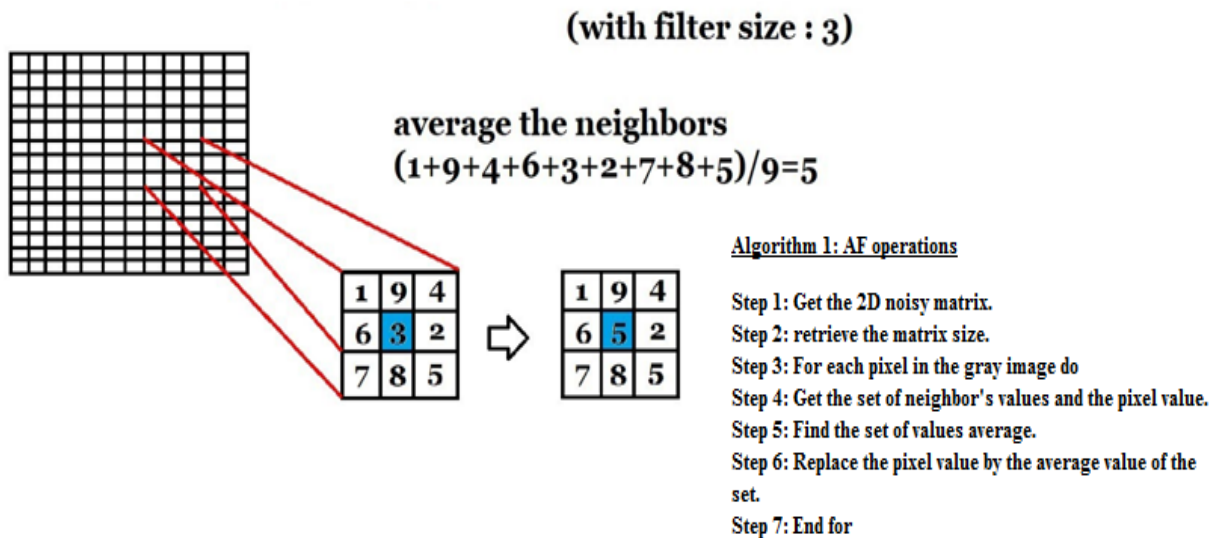 (with filter size : 3)
average the neighbors
(1+9+4+6+3+2+7+8+5)/9=5
1 9 4
6 3 2
7 8 5
1 9 4
6 5 2
7 8 5
Algorithm 1: AF operations
Step 1: Get the 2D noisy matrix.
Step 2: retrieve the matrix size.
Step 3: For each pixel in the gray image do
Step 4: Get the set of neighbor's values and the pixel value.
Step 5: Find the set of values average.
Step 6: Replace the pixel value by the average value of the
set.
Step 7: End for